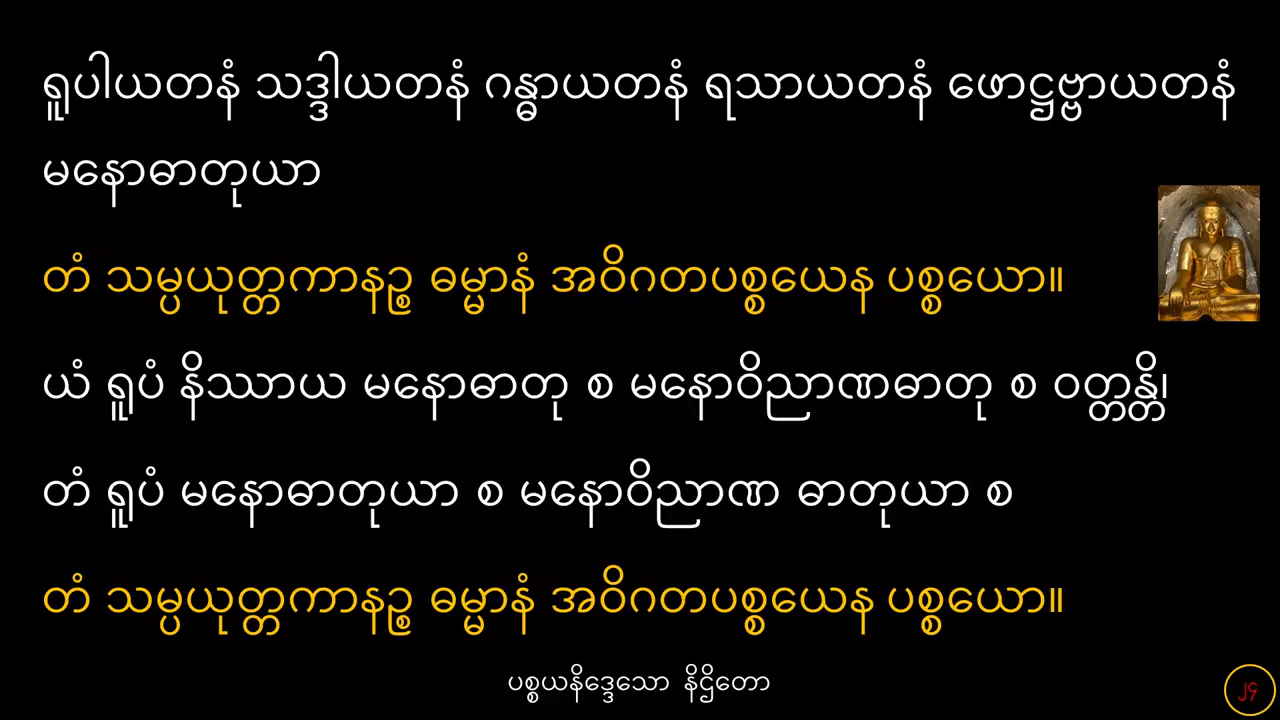 ရူပါယတနံ သဒ္ဒါယတနံ ဂန္ဓာယတနံ ရသာယတနံ ဖောဋ္ဌဗ္ဗာယတနံ
မနောဓာတုယာ
တံ သမ္ပယုတ္တကာနဉ္စ ဓမ္မာနံ အဝိဂတပစ္စယေန ပစ္စယော။
ယံ ရူပံ နိဿာယ မနောဓာတု စ မနောဝိညာဏဓာတု စ ဝတ္တန္တိ၊
တံ ရူပံ မနောဓာတုယာ စ မနောဝိညာဏ ဓာတုယာ စ
တံ သမ္ပယုတ္တကာနဉ္စ ဓမ္မာနံ အဝိဂတပစ္စယေန ပစ္စယော။
ပစ္စယနိဒ္ဒေသော နိဋ္ဌိတော
၂၄